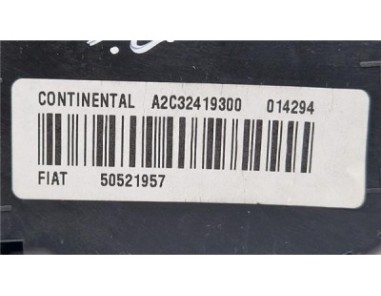 CONTINENTAL A2C32419300 014294
FIAT 50521957